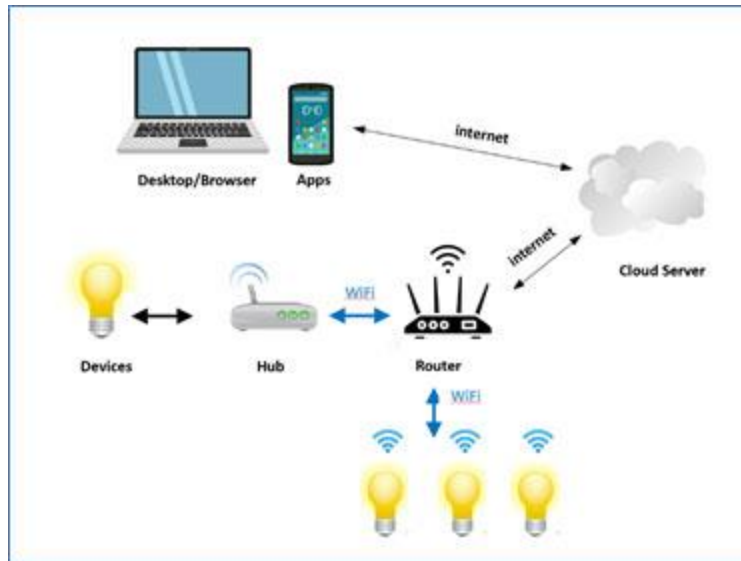 internet
Desktop/Browser
Apps
internet
Cloud Server
WiFi
Devices
Hub
Router
WiFi